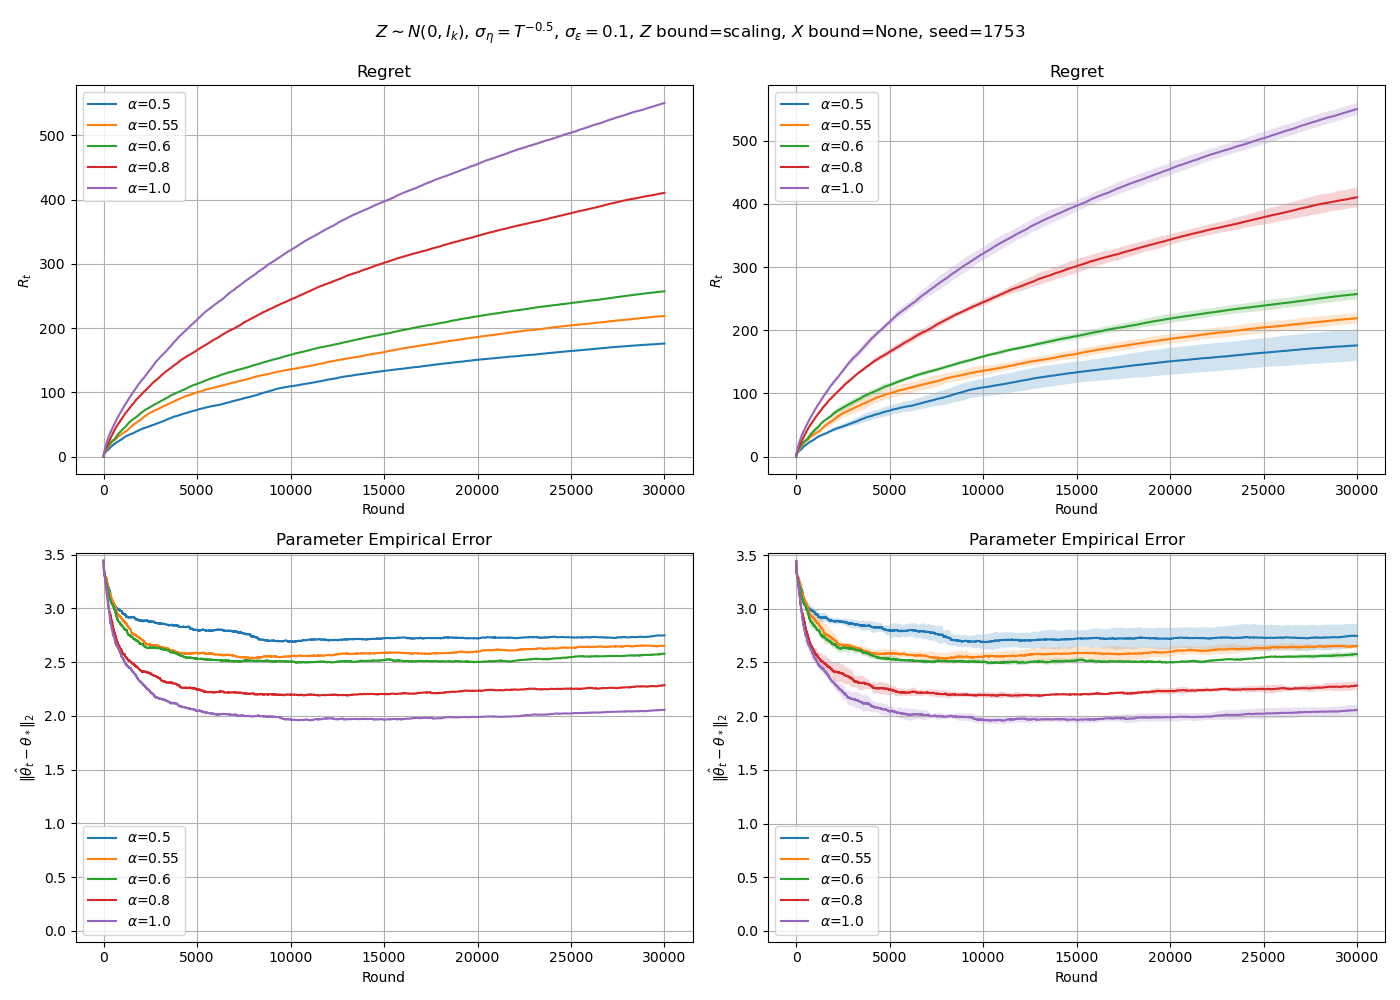 Z ~ N(0, I_k), σ_η = T^{-0.5}, σ_ε = 0.1, Z bound=scaling, X bound=None, seed=1753
Regret
α=0.5
α=0.55
α=0.6
α=0.8
α=1.0
500
400
300
200
100
0
R_t
0 5000 10000 15000 20000 25000 30000
Round
Regret
α=0.5
α=0.55
α=0.6
α=0.8
α=1.0
500
400
300
200
100
0
R_t
0 5000 10000 15000 20000 25000 30000
Round
Parameter Empirical Error
3.5
3.0
2.5
2.0
1.5
1.0
0.5
0.0
‖θ̂_t − θ_*‖_2
α=0.5
α=0.55
α=0.6
α=0.8
α=1.0
0 5000 10000 15000 20000 25000 30000
Round
Parameter Empirical Error
3.5
3.0
2.5
2.0
1.5
1.0
0.5
0.0
‖θ̂_t − θ_*‖_2
α=0.5
α=0.55
α=0.6
α=0.8
α=1.0
0 5000 10000 15000 20000 25000 30000
Round